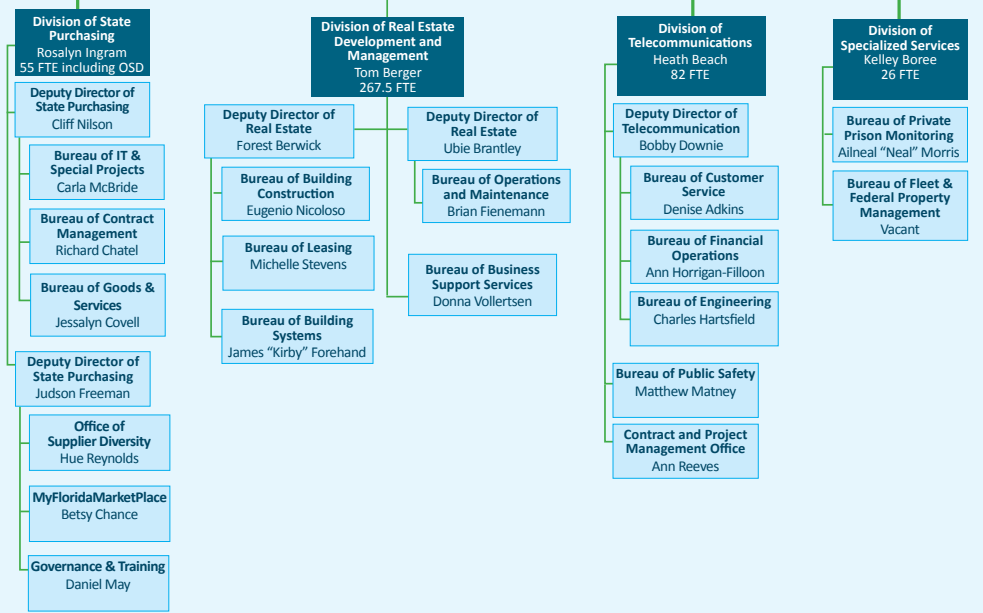 Division of State
Purchasing
Rosalyn Ingram
55 FTE including OSD
Deputy Director of
State Purchasing
Cliff Nilson
Bureau of IT &
Special Projects
Carla McBride
Bureau of Contract
Management
Richard Chatel
Bureau of Goods &
Services
Jessalyn Covell
Deputy Director of
State Purchasing
Judson Freeman
Office of
Supplier Diversity
Hue Reynolds
MyFloridaMarketPlace
Betsy Chance
Governance & Training
Daniel May
Division of Real Estate
Development and
Management
Tom Berger
267.5 FTE
Deputy Director of
Real Estate
Forest Berwick
Bureau of Building
Construction
Eugenio Nicoloso
Bureau of Leasing
Michelle Stevens
Bureau of Building
Systems
James “Kirby” Forehand
Deputy Director of
Real Estate
Ubie Brantley
Bureau of Operations
and Maintenance
Brian Fienemann
Bureau of Business
Support Services
Donna Vollertsen
Division of
Telecommunications
Heath Beach
82 FTE
Deputy Director of
Telecommunication
Bobby Downie
Bureau of Customer
Service
Denise Adkins
Bureau of Financial
Operations
Ann Horrigan-Filloon
Bureau of Engineering
Charles Hartsfield
Bureau of Public Safety
Matthew Matney
Contract and Project
Management Office
Ann Reeves
Division of
Specialized Services
Kelley Boree
26 FTE
Bureau of Private
Prison Monitoring
Ailneal “Neal” Morris
Bureau of Fleet &
Federal Property
Management
Vacant